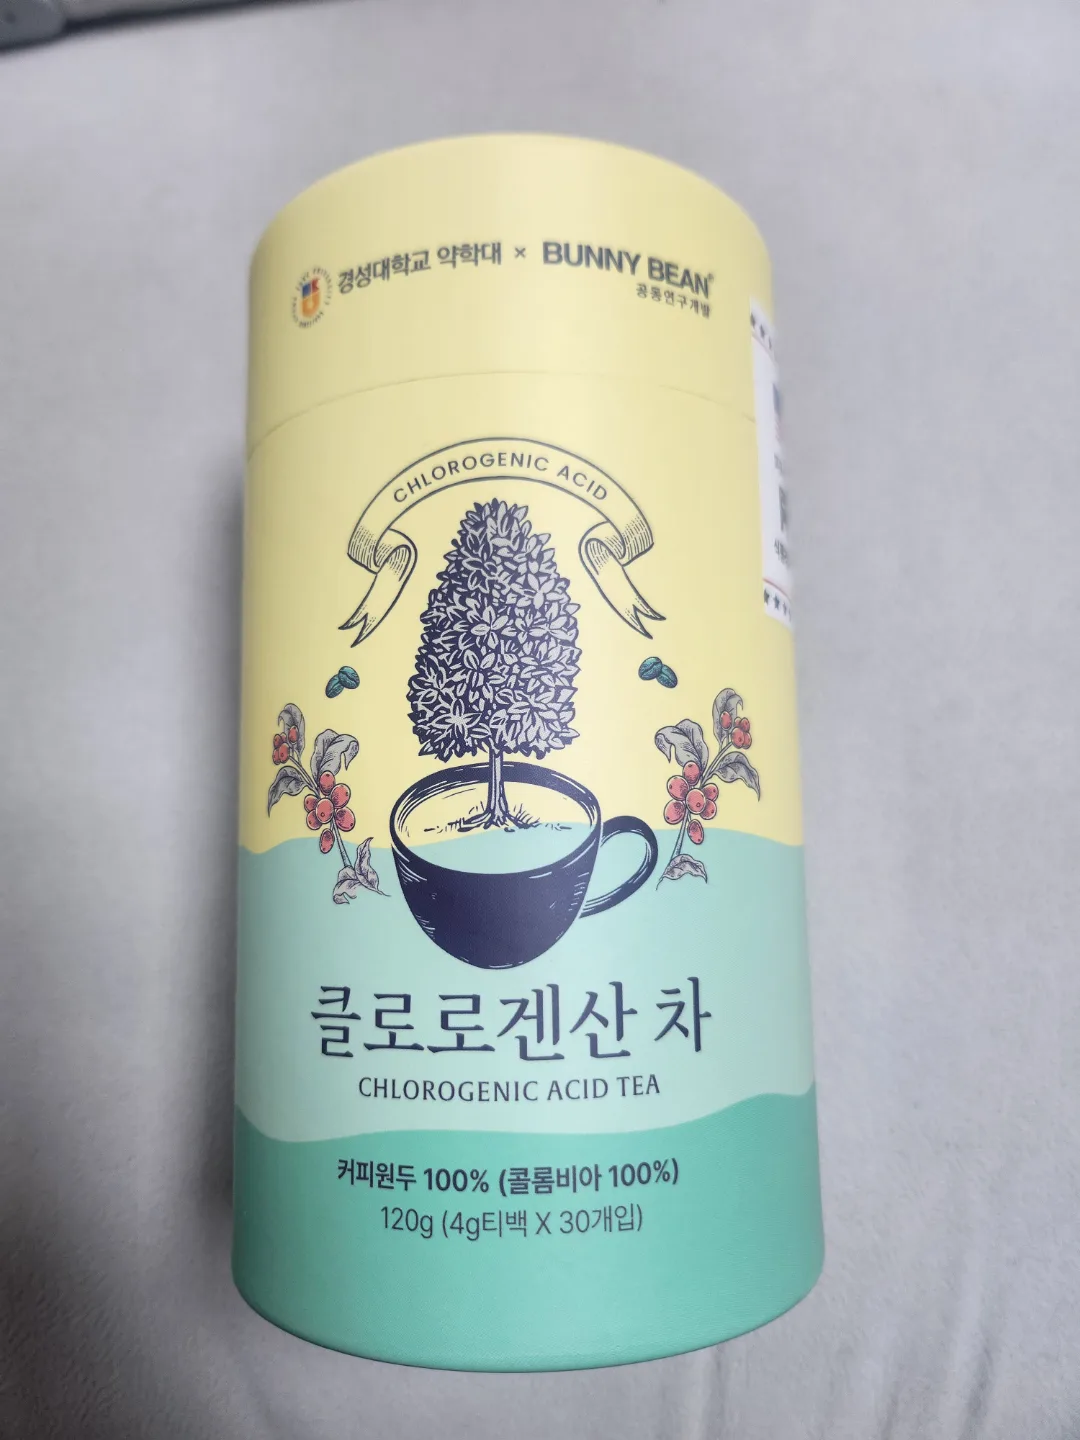 경성대학교 약학대 × BUNNY BEAN®
공동연구개발
CHLOROGENIC ACID
클로로겐산 차
CHLOROGENIC ACID TEA
커피원두 100% (콜롬비아 100%)
120g (4g티백 X 30개입)